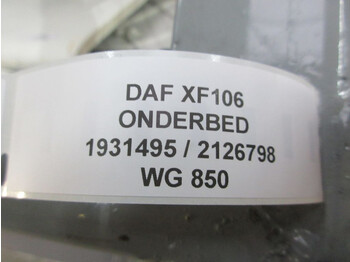 DAF XF106
ONDERBED
1931495 / 2126798
WG 850